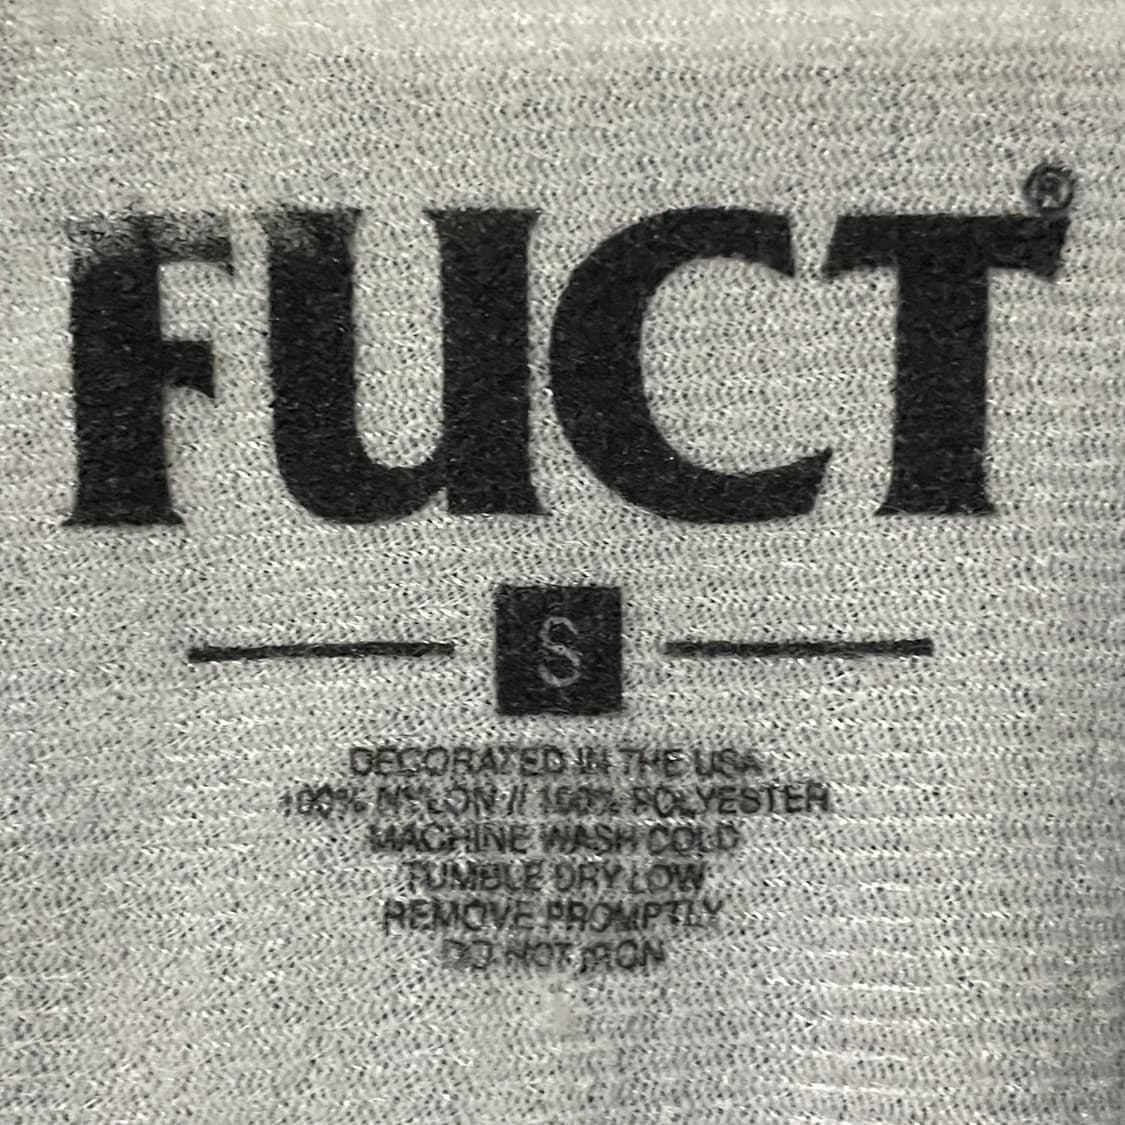 FUCT®
S
DECORATED IN THE USA
100% NYLON // 100% POLYESTER
MACHINE WASH COLD
TUMBLE DRY LOW
REMOVE PROMPTLY
DO NOT IRON